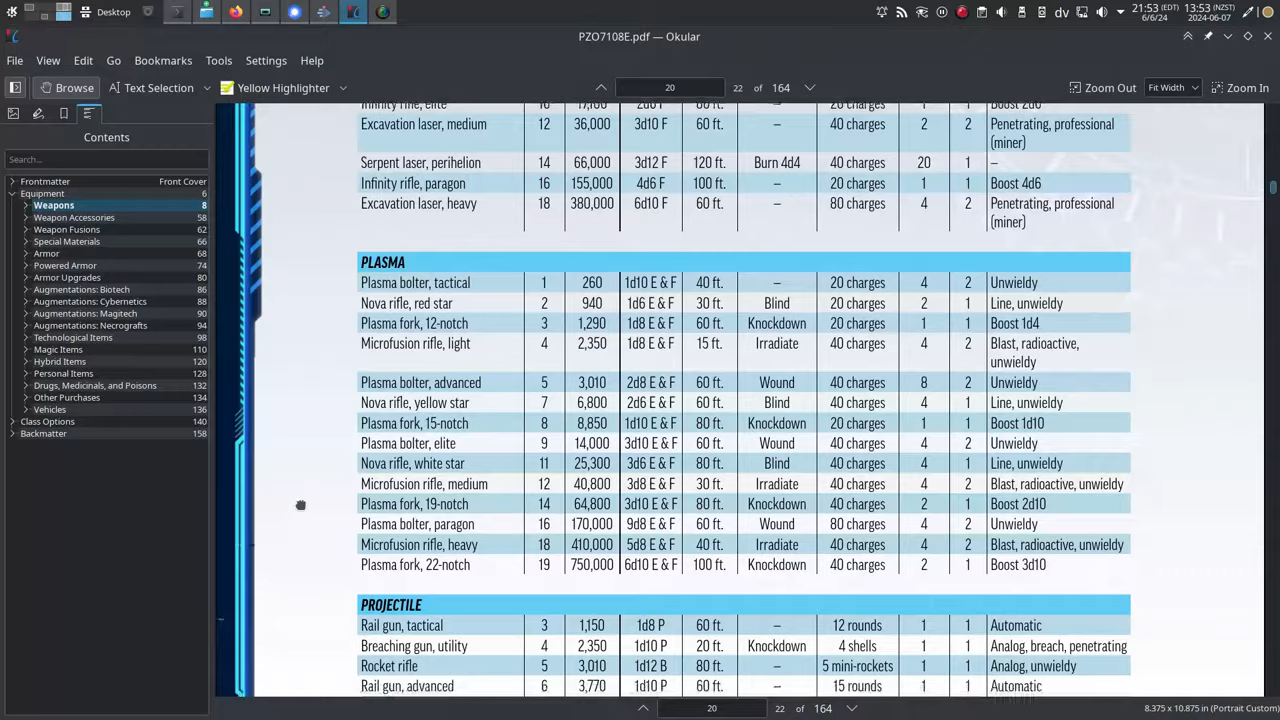 Desktop
21:53 (EDT) 13:53 (NZST)
dv
6/6/24 2024-06-07
PZO7108E.pdf — Okular
File View Edit Go Bookmarks Tools Settings Help
Browse Text Selection Yellow Highlighter 20 22 of 164 Zoom Out Fit Width Zoom In
Contents
Search...
Frontmatter Front Cover
Equipment 6
Weapons 8
Weapon Accessories 58
Weapon Fusions 62
Special Materials 66
Armor 68
Powered Armor 74
Armor Upgrades 80
Augmentations: Biotech 86
Augmentations: Cybernetics 88
Augmentations: Magitech 90
Augmentations: Necrografts 94
Technological Items 98
Magic Items 110
Hybrid Items 120
Personal Items 128
Drugs, Medicinals, and Poisons 132
Other Purchases 134
Vehicles 136
Class Options 140
Backmatter 158
Infinity rifle, elite
Excavation laser, medium 12 36,000 3d10 F 60 ft. – 40 charges 2 2 Penetrating, professional
(miner)
Serpent laser, perihelion 14 66,000 3d12 F 120 ft. Burn 4d4 40 charges 20 1 –
Infinity rifle, paragon 16 155,000 4d6 F 100 ft. – 20 charges 1 1 Boost 4d6
Excavation laser, heavy 18 380,000 6d10 F 60 ft. – 80 charges 4 2 Penetrating, professional
(miner)
PLASMA
Plasma bolter, tactical 1 260 1d10 E & F 40 ft. – 20 charges 4 2 Unwieldy
Nova rifle, red star 2 940 1d6 E & F 30 ft. Blind 20 charges 2 1 Line, unwieldy
Plasma fork, 12-notch 3 1,290 1d8 E & F 60 ft. Knockdown 20 charges 1 1 Boost 1d4
Microfusion rifle, light 4 2,350 1d8 E & F 15 ft. Irradiate 40 charges 4 2 Blast, radioactive,
unwieldy
Plasma bolter, advanced 5 3,010 2d8 E & F 60 ft. Wound 40 charges 8 2 Unwieldy
Nova rifle, yellow star 7 6,800 2d6 E & F 60 ft. Blind 40 charges 4 1 Line, unwieldy
Plasma fork, 15-notch 8 8,850 1d10 E & F 80 ft. Knockdown 20 charges 1 1 Boost 1d10
Plasma bolter, elite 9 14,000 3d10 E & F 60 ft. Wound 40 charges 4 2 Unwieldy
Nova rifle, white star 11 25,300 3d6 E & F 80 ft. Blind 40 charges 4 1 Line, unwieldy
Microfusion rifle, medium 12 40,800 3d8 E & F 30 ft. Irradiate 40 charges 4 2 Blast, radioactive, unwieldy
Plasma fork, 19-notch 14 64,800 3d10 E & F 80 ft. Knockdown 40 charges 2 1 Boost 2d10
Plasma bolter, paragon 16 170,000 9d8 E & F 60 ft. Wound 80 charges 4 2 Unwieldy
Microfusion rifle, heavy 18 410,000 5d8 E & F 40 ft. Irradiate 40 charges 4 2 Blast, radioactive, unwieldy
Plasma fork, 22-notch 19 750,000 6d10 E & F 100 ft. Knockdown 40 charges 2 1 Boost 3d10
PROJECTILE
Rail gun, tactical 3 1,150 1d8 P 60 ft. – 12 rounds 1 1 Automatic
Breaching gun, utility 4 2,350 1d10 P 20 ft. Knockdown 4 shells 1 1 Analog, breach, penetrating
Rocket rifle 5 3,010 1d12 B 80 ft. – 5 mini-rockets 1 1 Analog, unwieldy
Rail gun, advanced 6 3,770 1d10 P 60 ft. – 15 rounds 1 1 Automatic
20 22 of 164 8.375 x 10.875 in (Portrait Custom)